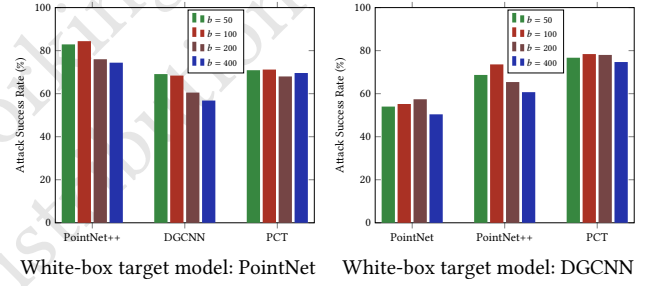 Attack Success Rate (%)
100
80
60
40
20
0
b = 50
b = 100
b = 200
b = 400
PointNet++ DGCNN PCT
White-box target model: PointNet
Attack Success Rate (%)
100
80
60
40
20
0
b = 50
b = 100
b = 200
b = 400
PointNet PointNet++ PCT
White-box target model: DGCNN